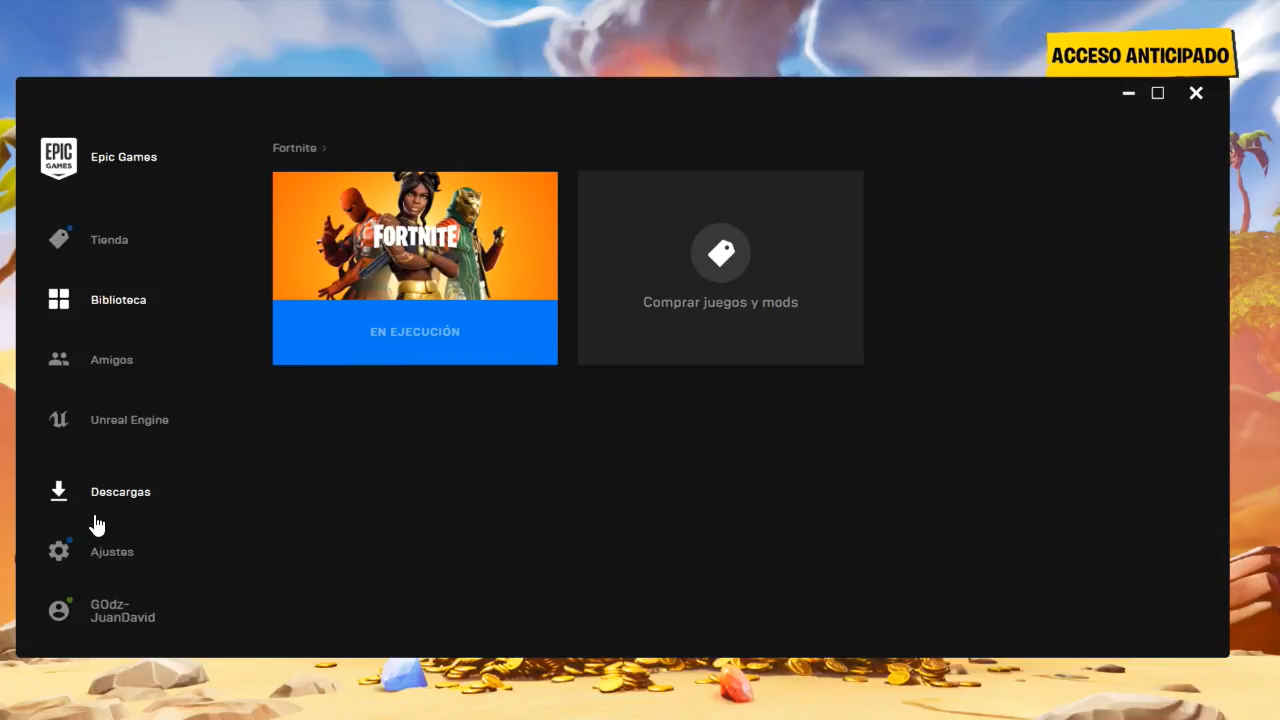 ACCESO ANTICIPADO
EPIC
GAMES
Epic Games
Fortnite >
Tienda
FORTNITE
Biblioteca
Comprar juegos y mods
EN EJECUCIÓN
Amigos
Unreal Engine
Descargas
Ajustes
GOdz-
JuanDavid